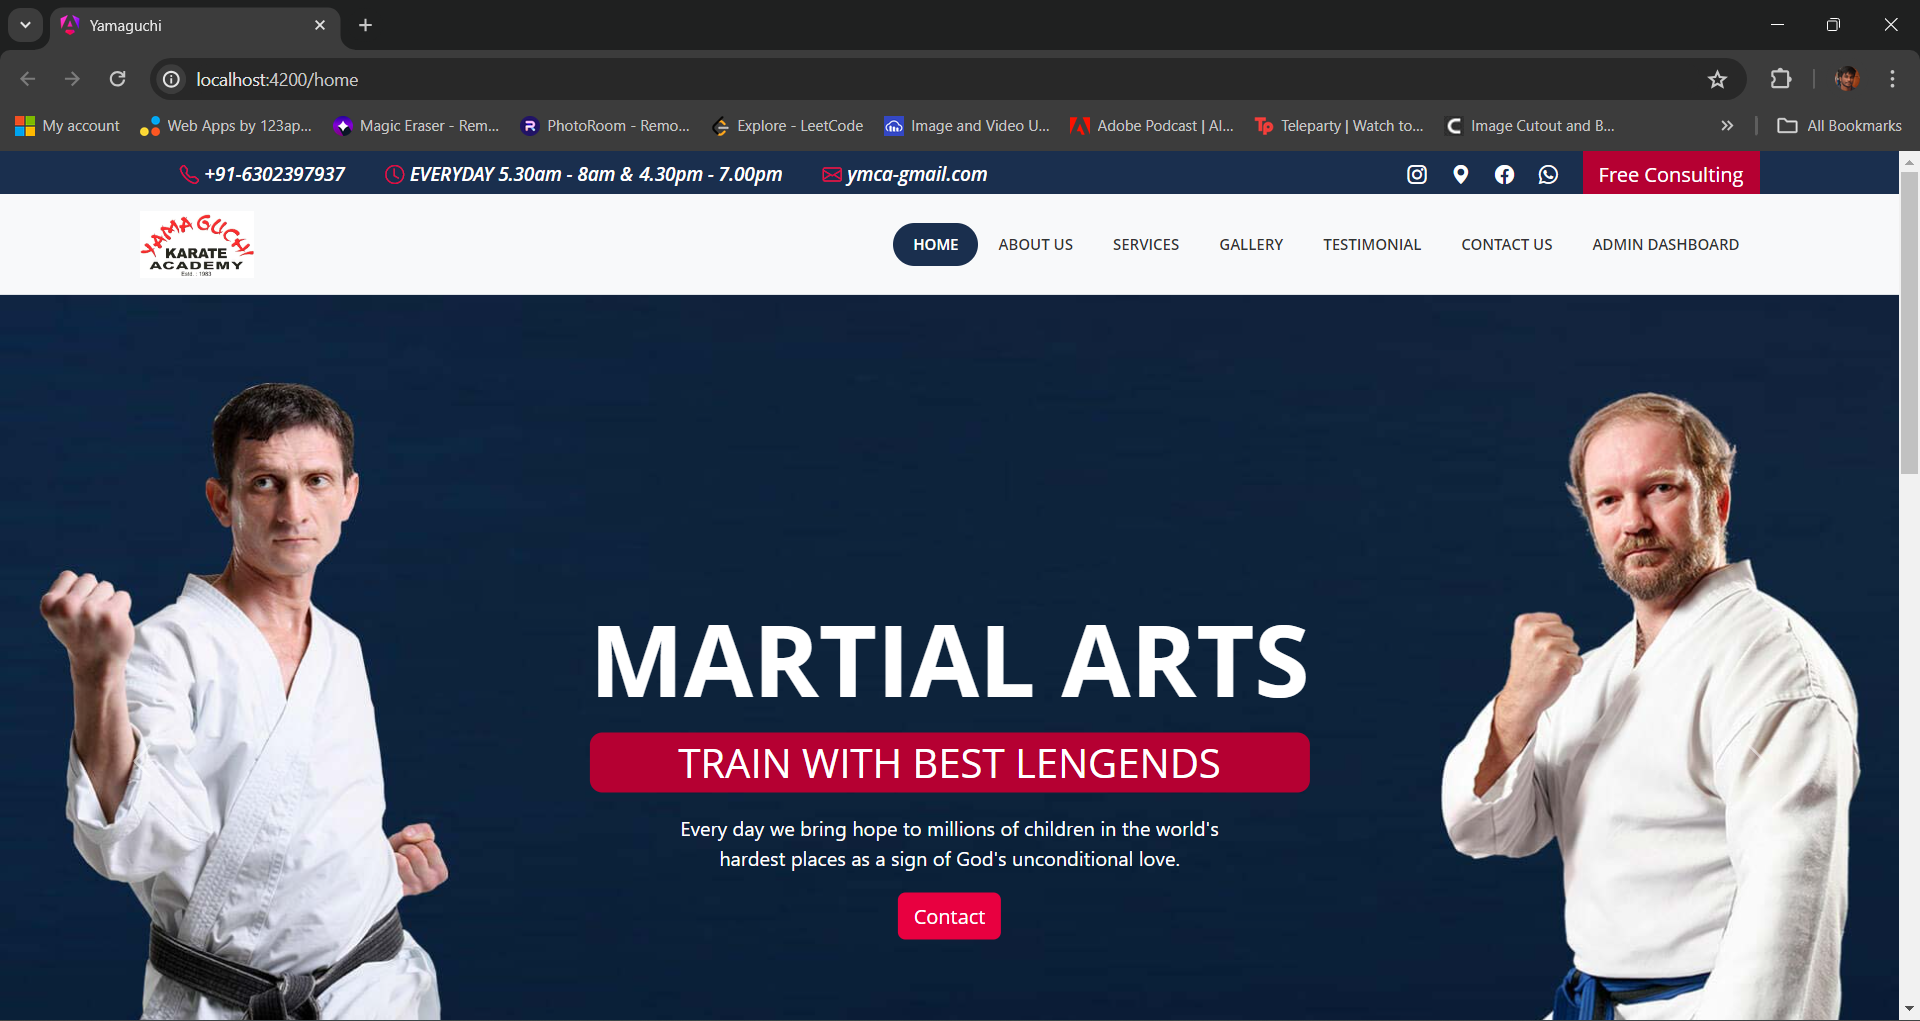 Yamaguchi
localhost:4200/home
My account
Web Apps by 123ap...
Magic Eraser - Rem...
PhotoRoom - Remo...
Explore - LeetCode
Image and Video U...
Adobe Podcast | AI...
Teleparty | Watch to...
Image Cutout and B...
All Bookmarks
+91-6302397937
EVERYDAY 5.30am - 8am & 4.30pm - 7.00pm
ymca-gmail.com
Free Consulting
YAMAGUCHI
KARATE
ACADEMY
Estd. : 1983
HOME
ABOUT US
SERVICES
GALLERY
TESTIMONIAL
CONTACT US
ADMIN DASHBOARD
MARTIAL ARTS
TRAIN WITH BEST LENGENDS
Every day we bring hope to millions of children in the world's
hardest places as a sign of God's unconditional love.
Contact